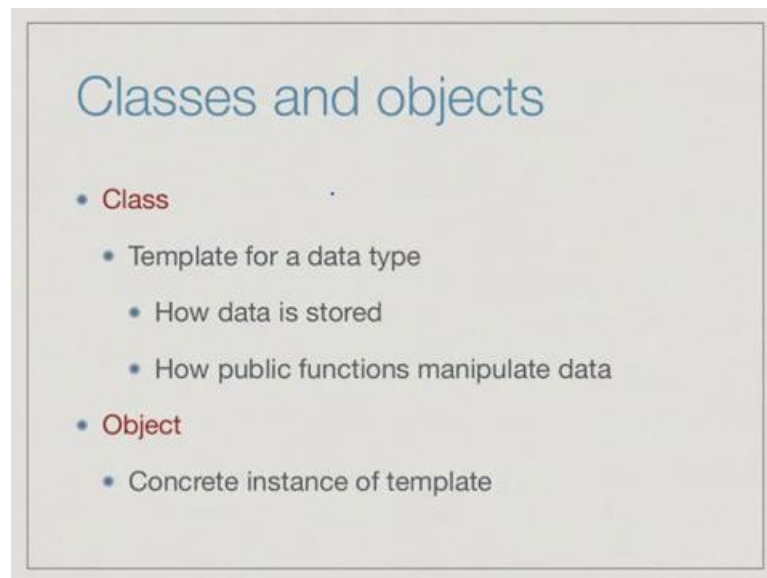 Classes and objects
• Class
• Template for a data type
• How data is stored
• How public functions manipulate data
• Object
• Concrete instance of template